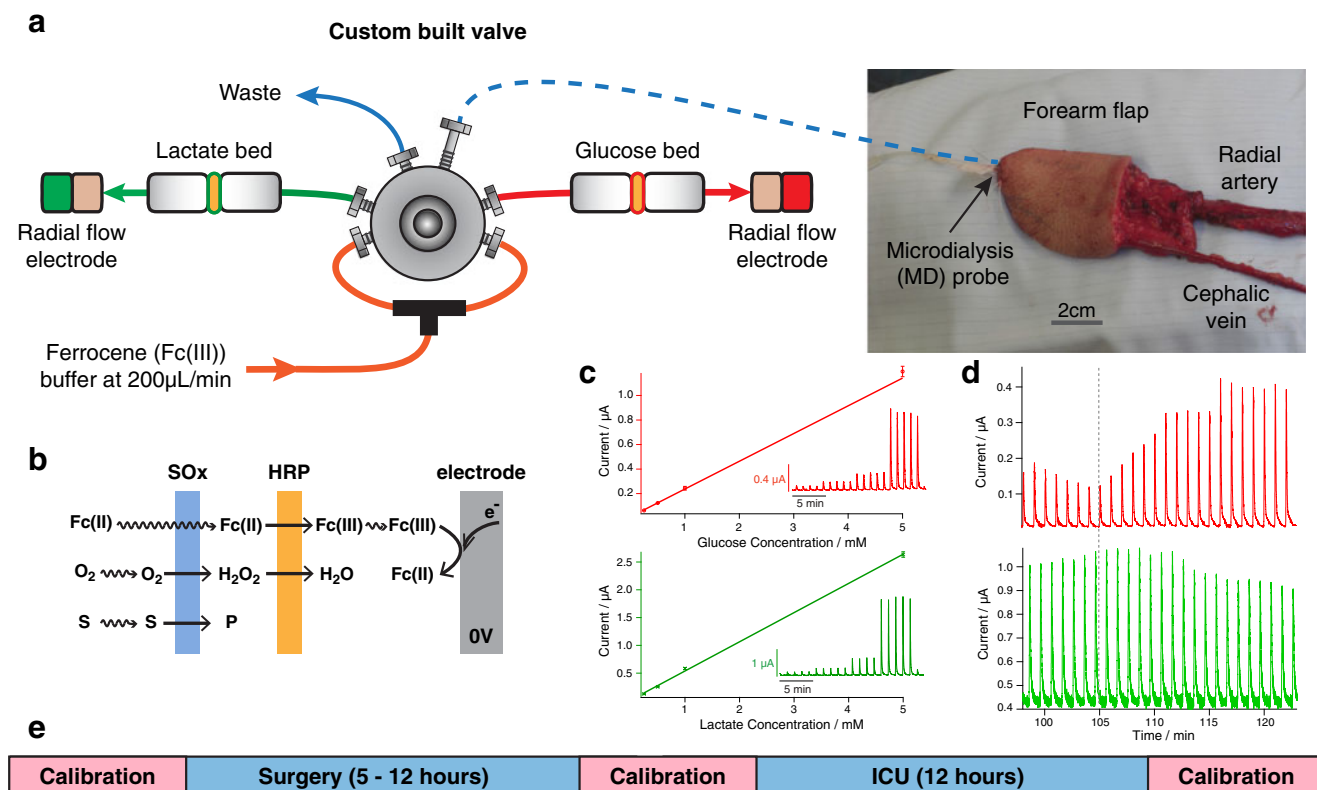 a
Custom built valve
Waste
Lactate bed
Glucose bed
Radial flow
electrode
Radial flow
electrode
Ferrocene (Fc(III))
buffer at 200µL/min
Forearm flap
Radial
artery
Microdialysis
(MD) probe
2cm
Cephalic
vein
b
SOx
HRP
electrode
Fc(II)
Fc(II)
Fc(III)
Fc(III)
e-
O2
O2
H2O2
H2O
Fc(II)
S
S
P
0V
c
Current / µA
1.0
0.8
0.6
0.4
0.2
0.4 µA
5 min
1
2
3
4
5
Glucose Concentration / mM
Current / µA
2.5
2.0
1.5
1.0
0.5
1 µA
5 min
1
2
3
4
5
Lactate Concentration / mM
d
Current / µA
0.4
0.3
0.2
0.1
Current / µA
1.0
0.9
0.8
0.7
0.6
0.5
0.4
100
105
110
115
120
Time / min
e
Calibration
Surgery (5 - 12 hours)
Calibration
ICU (12 hours)
Calibration